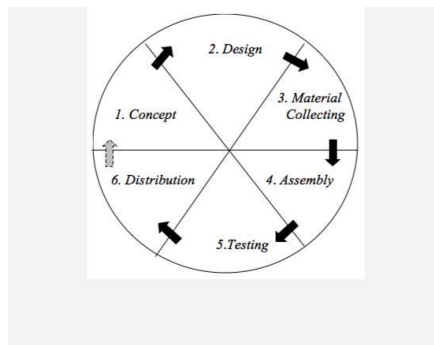 1. Concept
2. Design
3. Material
Collecting
4. Assembly
5.Testing
6. Distribution